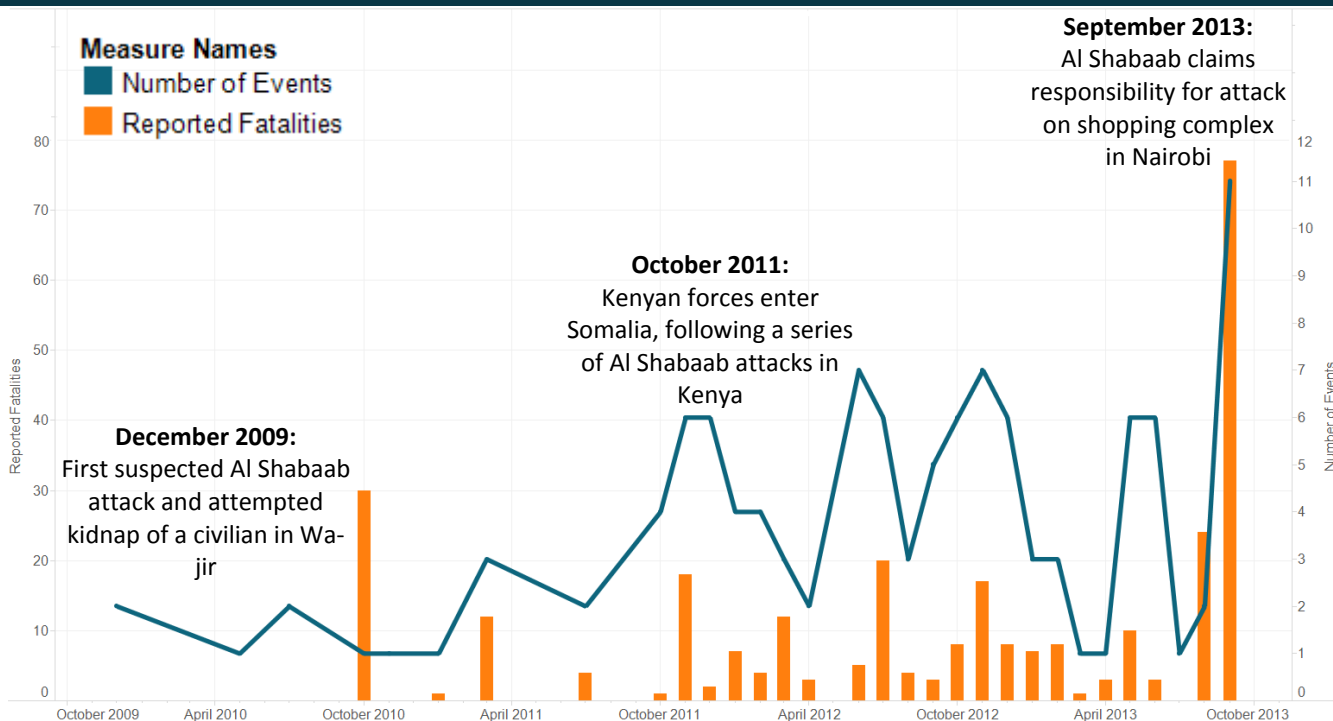 Measure Names
Number of Events
Reported Fatalities
September 2013:
Al Shabaab claims
responsibility for attack
on shopping complex
in Nairobi
October 2011:
Kenyan forces enter
Somalia, following a series
of Al Shabaab attacks in
Kenya
December 2009:
First suspected Al Shabaab
attack and attempted
kidnap of a civilian in Wa-
jir
Reported Fatalities
80
70
60
50
40
30
20
10
0
Number of Events
12
11
10
9
8
7
6
5
4
3
2
1
0
October 2009
April 2010
October 2010
April 2011
October 2011
April 2012
October 2012
April 2013
October 2013